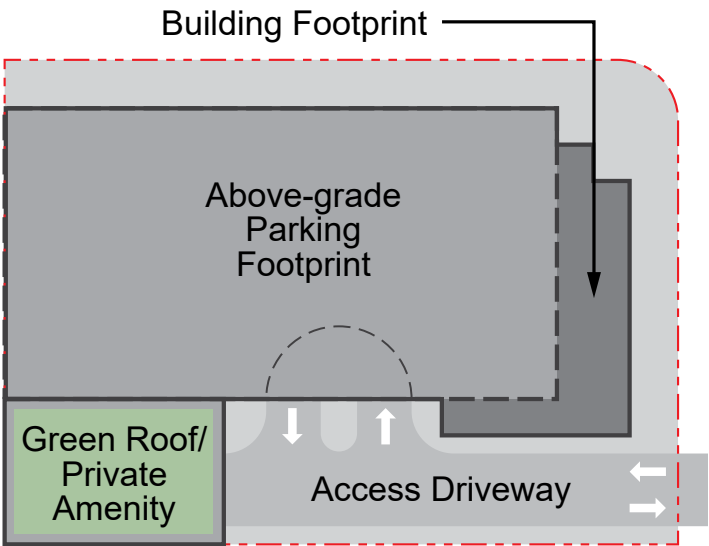 Building Footprint
Above-grade
Parking
Footprint
Green Roof/
Private
Amenity
Access Driveway